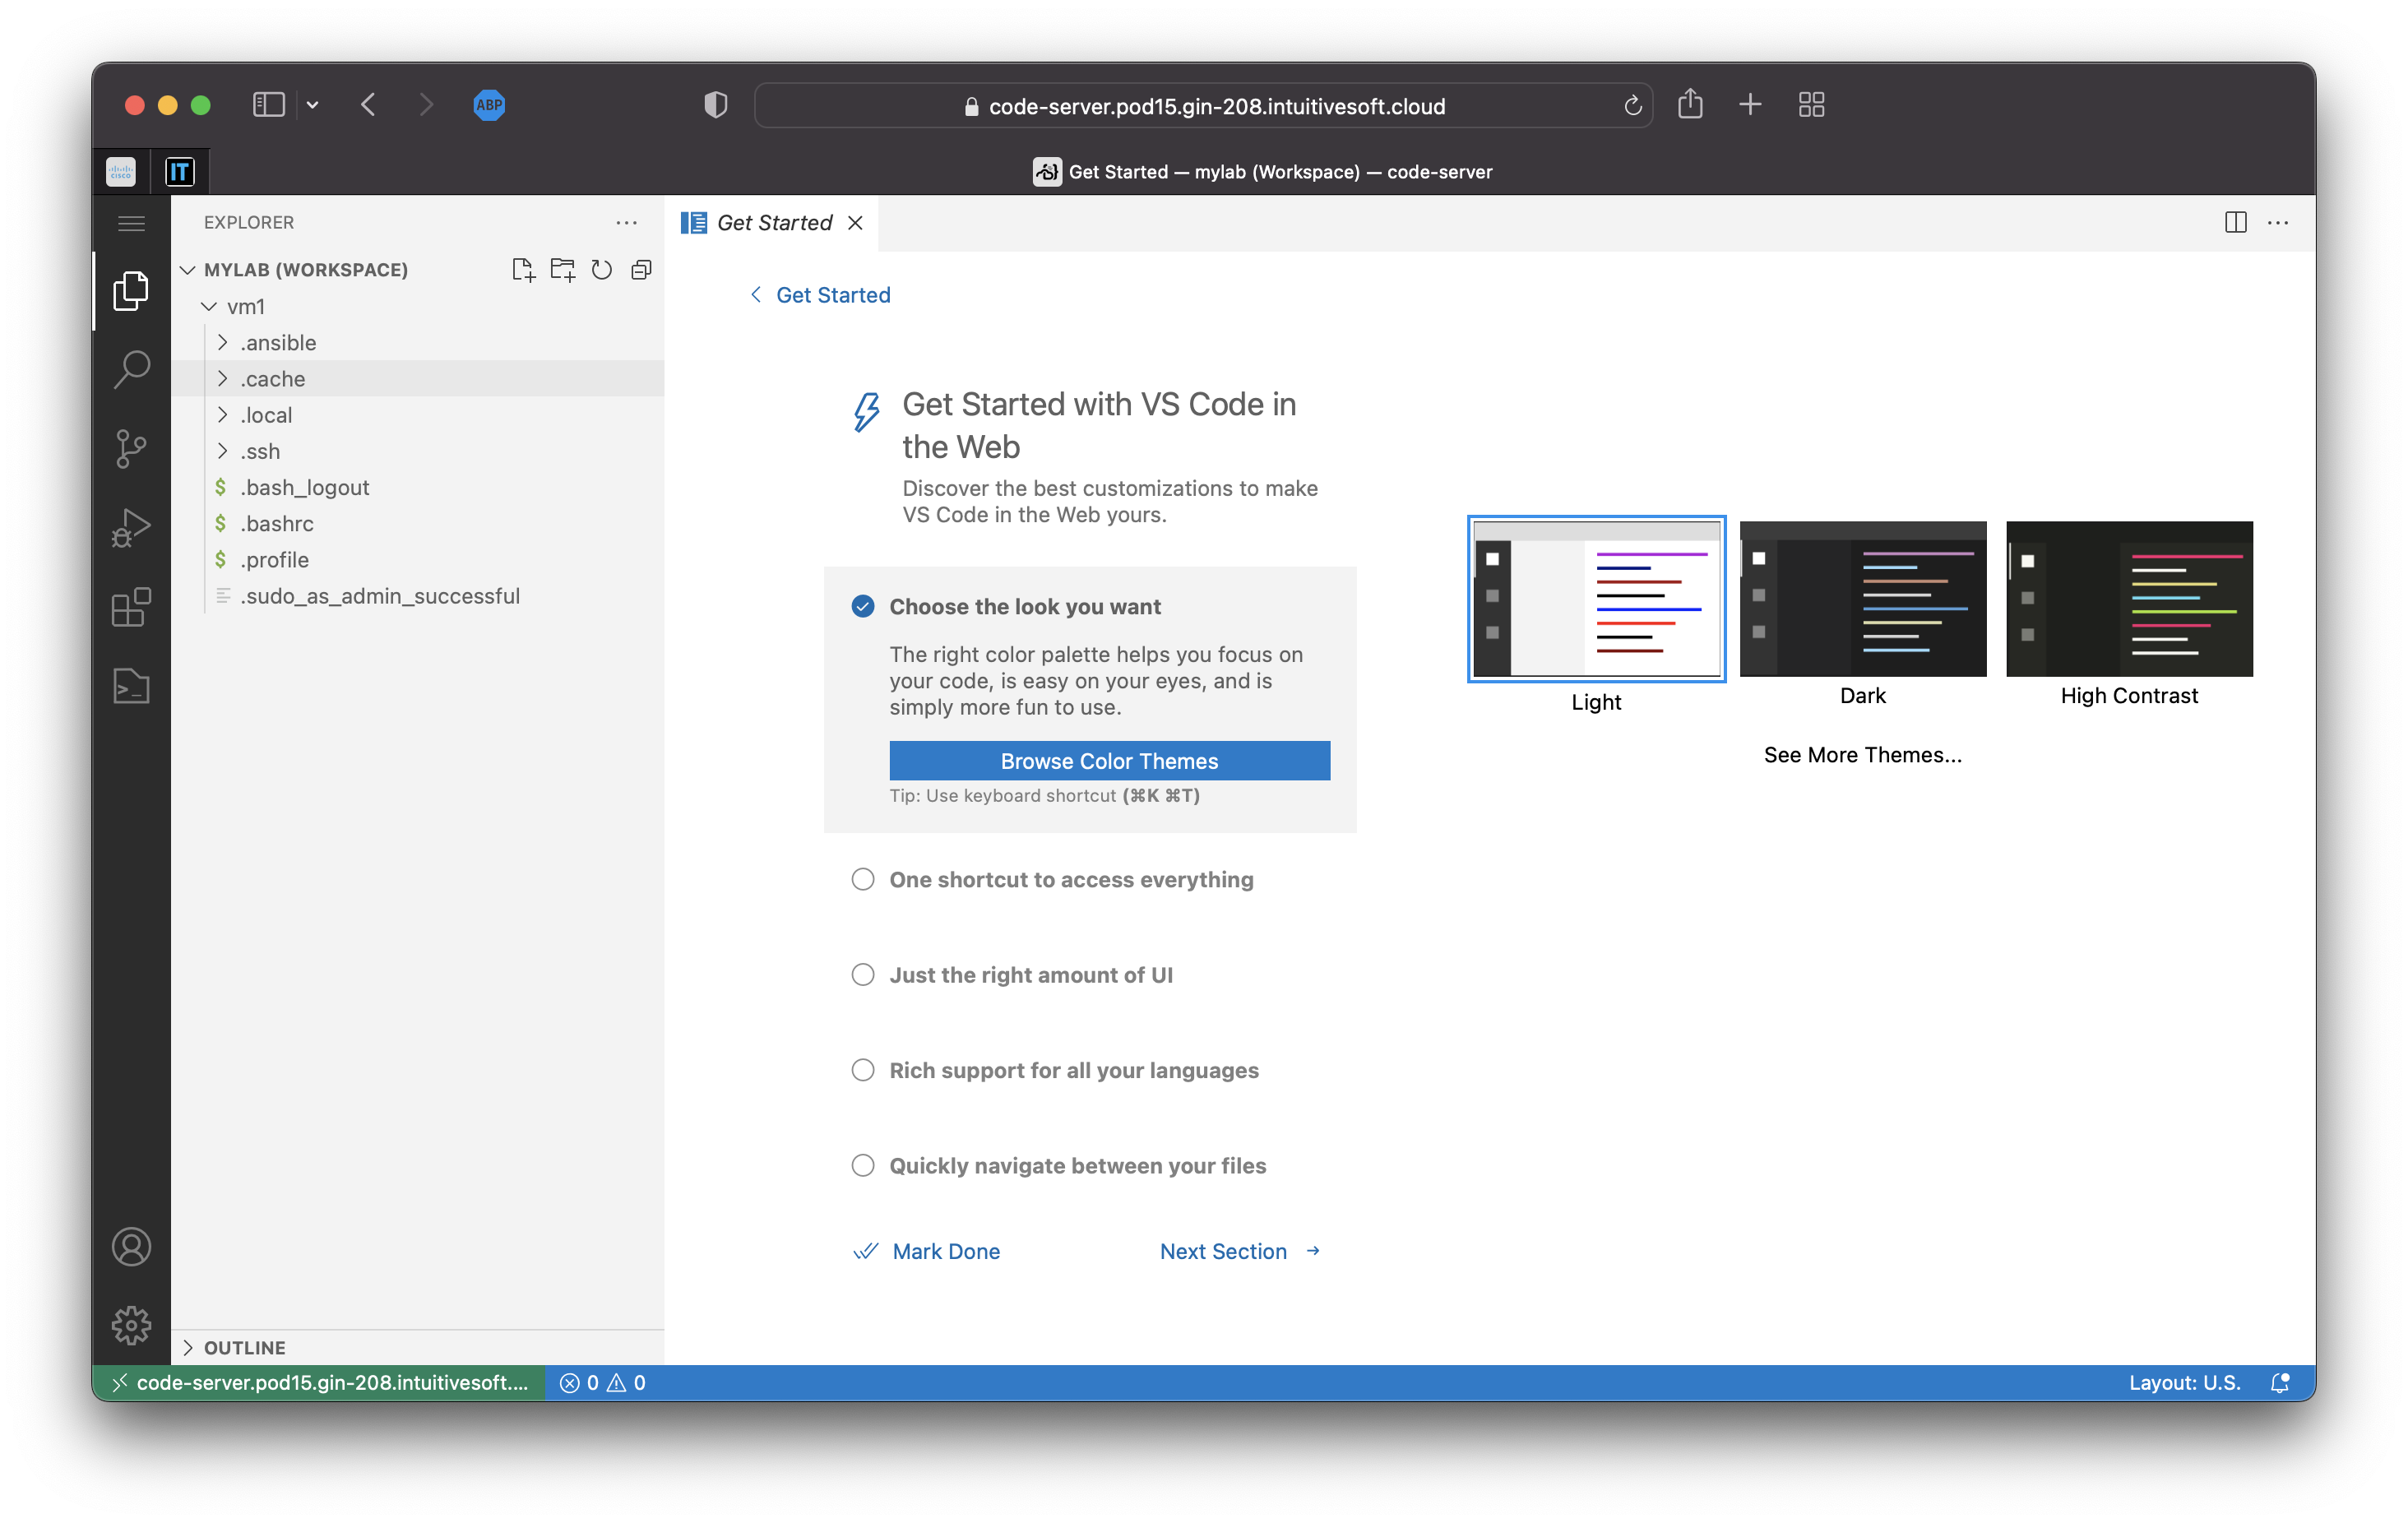 ABP
code-server.pod15.gin-208.intuitivesoft.cloud
CISCO
IT
Get Started — mylab (Workspace) — code-server
EXPLORER
MYLAB (WORKSPACE)
vm1
.ansible
.cache
.local
.ssh
$ .bash_logout
$ .bashrc
$ .profile
.sudo_as_admin_successful
OUTLINE
Get Started
Get Started
Get Started with VS Code in
the Web
Discover the best customizations to make
VS Code in the Web yours.
Choose the look you want
The right color palette helps you focus on
your code, is easy on your eyes, and is
simply more fun to use.
Browse Color Themes
Tip: Use keyboard shortcut (⌘K ⌘T)
One shortcut to access everything
Just the right amount of UI
Rich support for all your languages
Quickly navigate between your files
Mark Done
Next Section →
Light
Dark
High Contrast
See More Themes...
code-server.pod15.gin-208.intuitivesoft....
0
0
Layout: U.S.